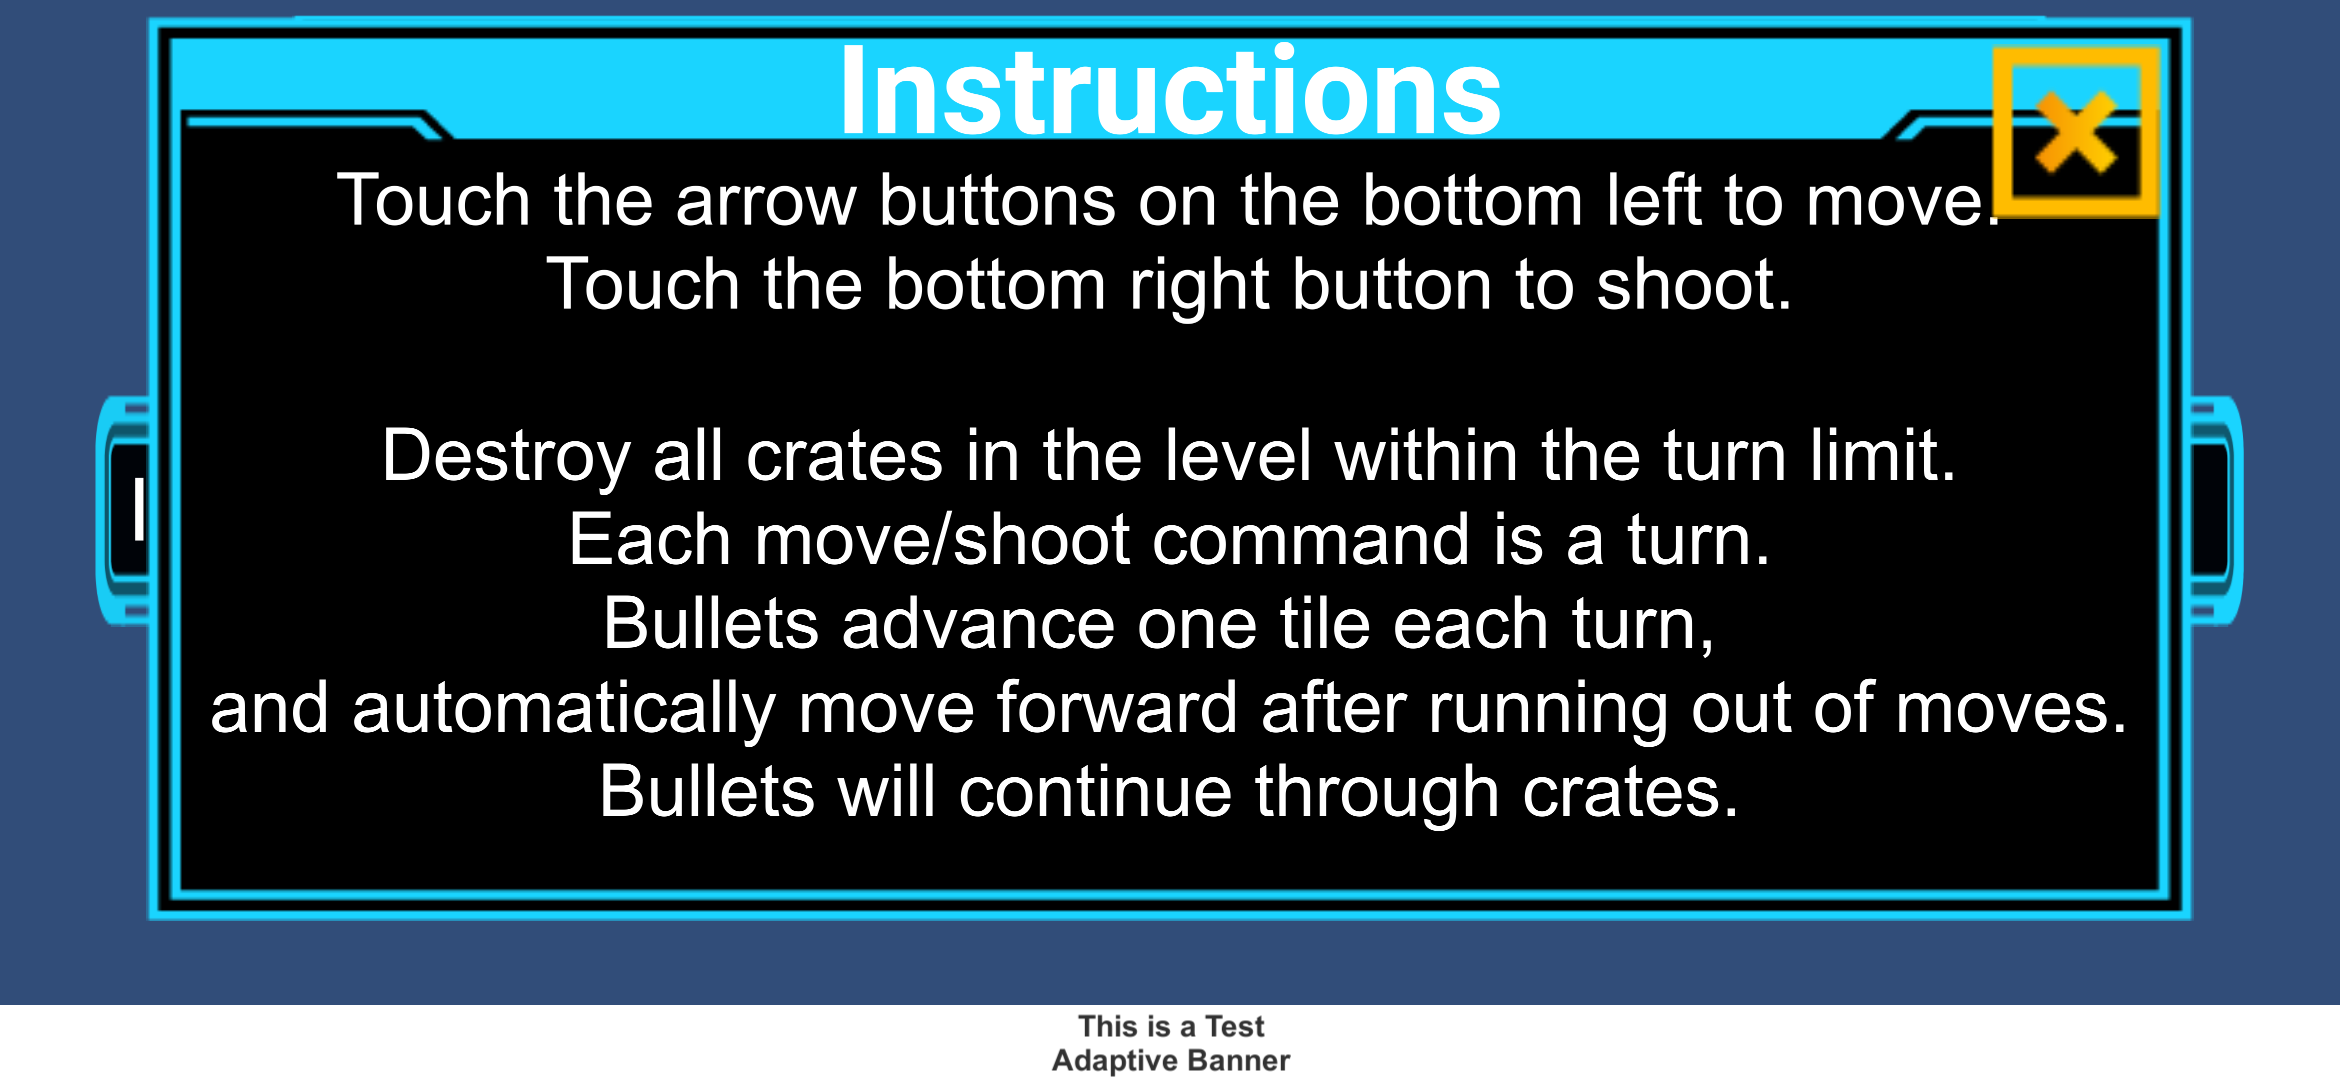 Instructions
Touch the arrow buttons on the bottom left to move.
Touch the bottom right button to shoot.
Destroy all crates in the level within the turn limit.
Each move/shoot command is a turn.
Bullets advance one tile each turn,
and automatically move forward after running out of moves.
Bullets will continue through crates.
This is a Test
Adaptive Banner